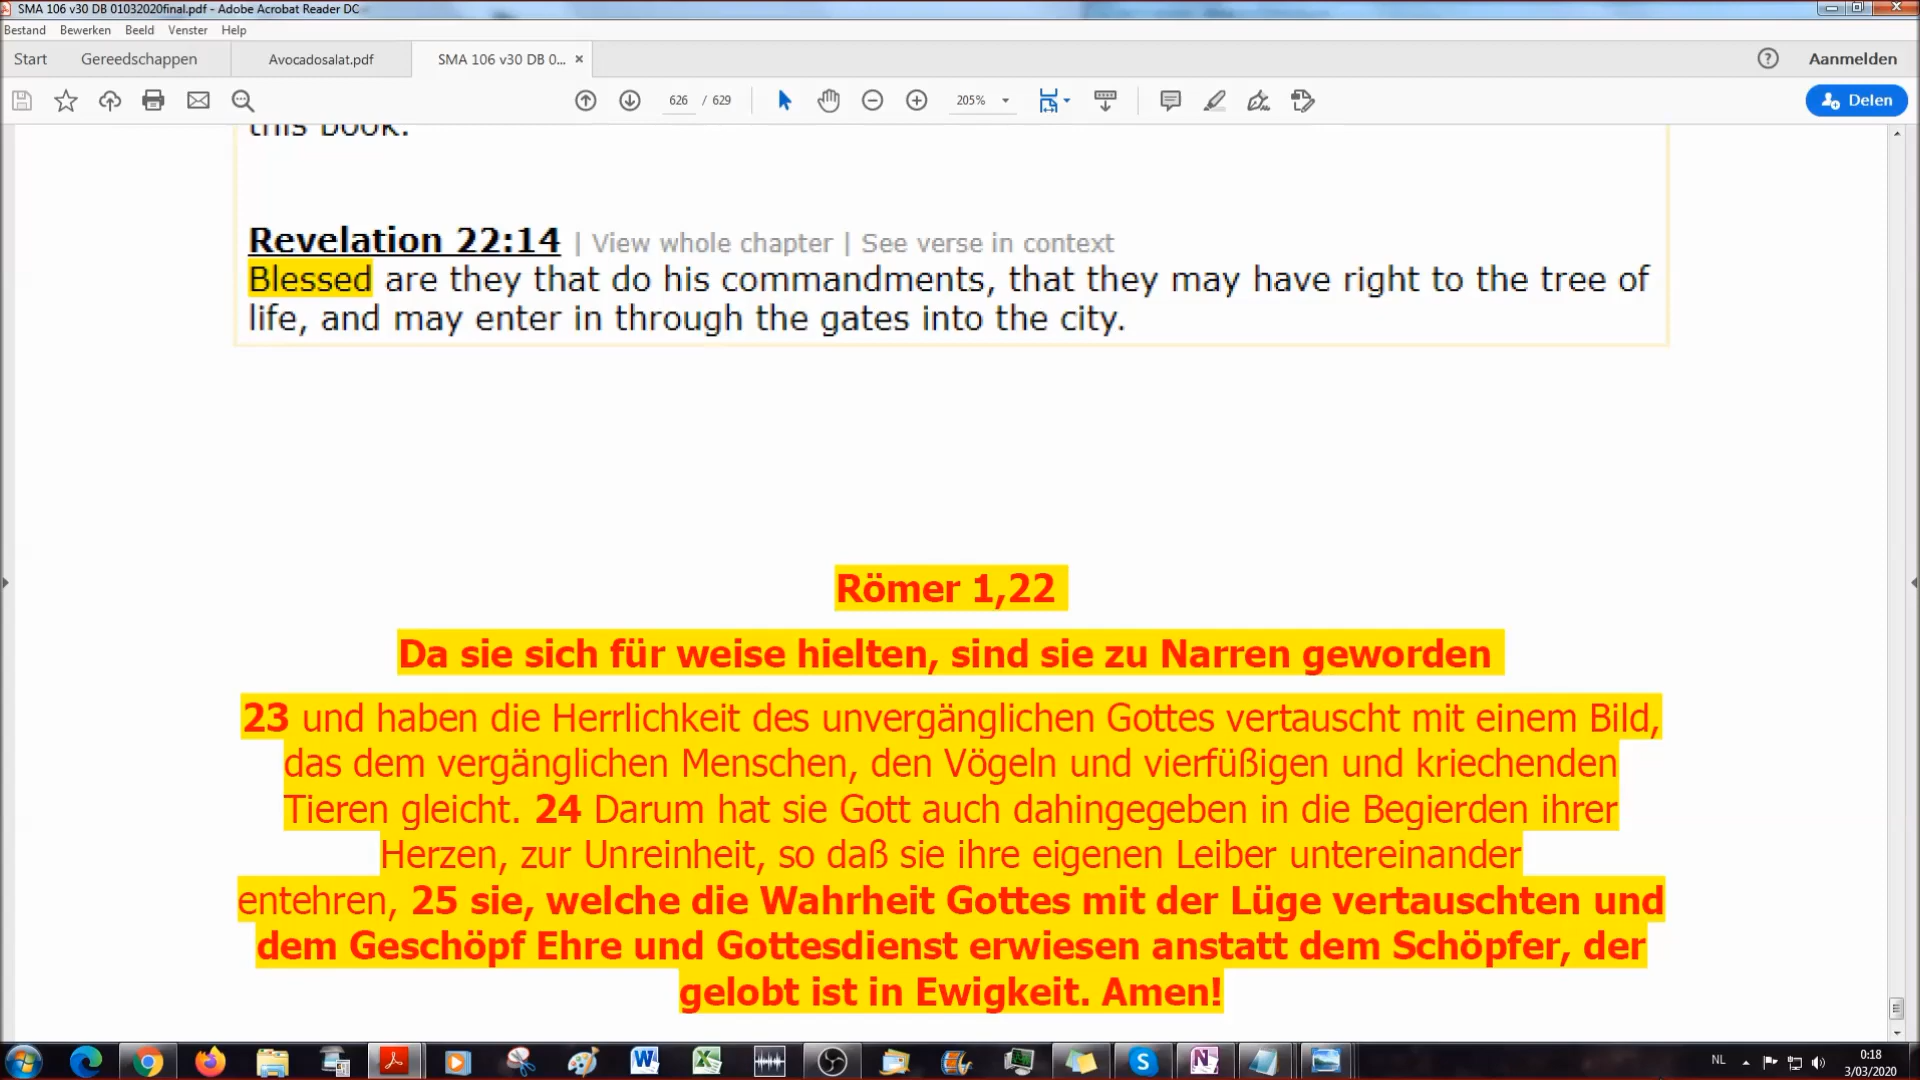 SMA 106 v30 DB 01032020final.pdf - Adobe Acrobat Reader DC
Bestand Bewerken Beeld Venster Help
Start Gereedschappen Avocadosalat.pdf SMA 106 v30 DB 0... × Aanmelden
626 / 629 205% Delen
this book.
Revelation 22:14 | View whole chapter | See verse in context
Blessed are they that do his commandments, that they may have right to the tree of
life, and may enter in through the gates into the city.
Römer 1,22
Da sie sich für weise hielten, sind sie zu Narren geworden
23 und haben die Herrlichkeit des unvergänglichen Gottes vertauscht mit einem Bild,
das dem vergänglichen Menschen, den Vögeln und vierfüßigen und kriechenden
Tieren gleicht. 24 Darum hat sie Gott auch dahingegeben in die Begierden ihrer
Herzen, zur Unreinheit, so daß sie ihre eigenen Leiber untereinander
entehren, 25 sie, welche die Wahrheit Gottes mit der Lüge vertauschten und
dem Geschöpf Ehre und Gottesdienst erwiesen anstatt dem Schöpfer, der
gelobt ist in Ewigkeit. Amen!
NL 0:18
3/03/2020